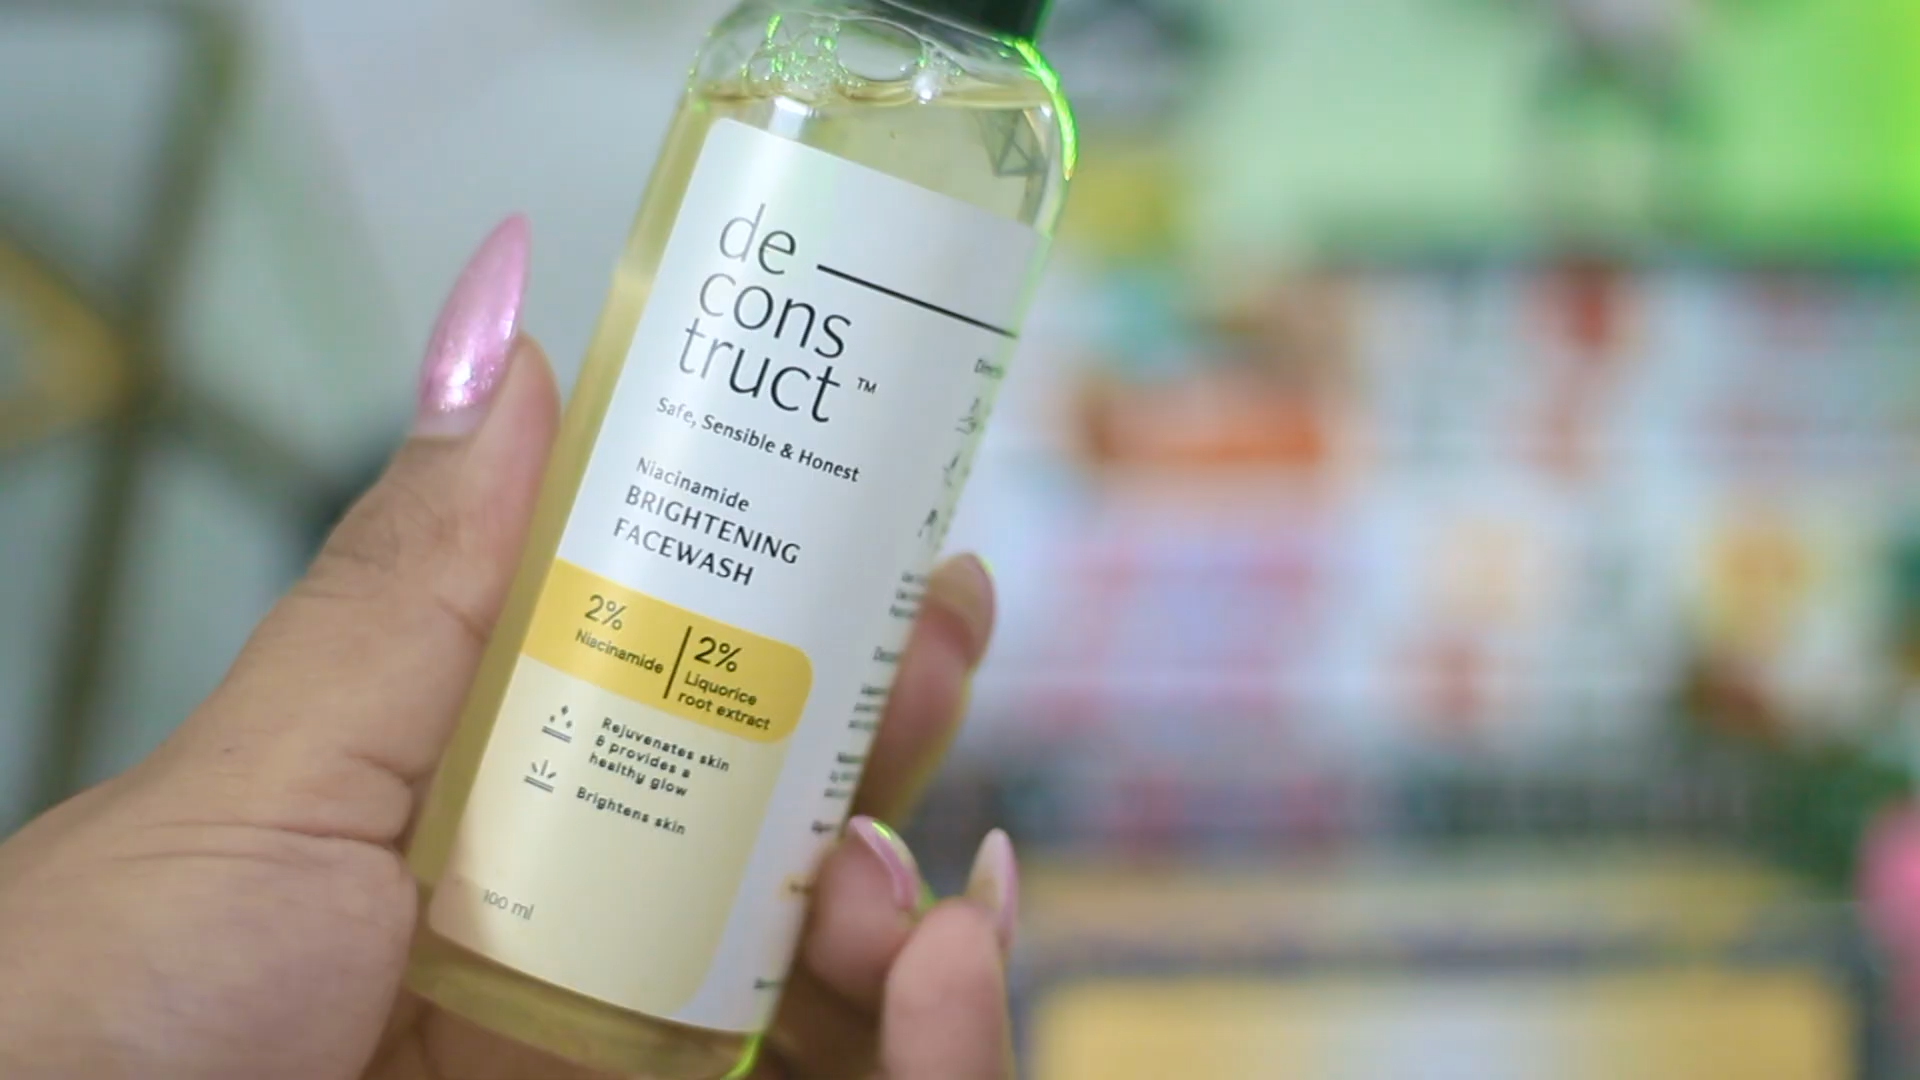 de
cons
truct™
Safe, Sensible & Honest
Niacinamide
BRIGHTENING
FACEWASH
2%
Niacinamide
2%
Liquorice
root extract
Rejuvenates skin
& provides a
healthy glow
Brightens skin
100 ml